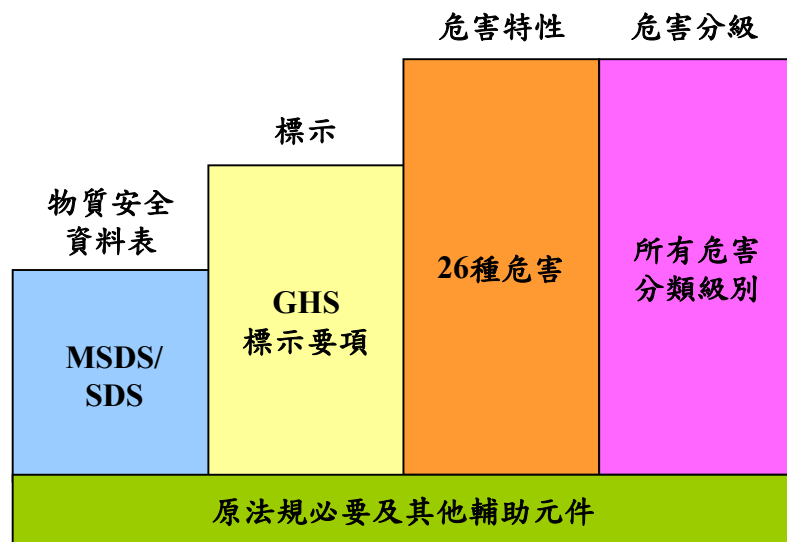 危害特性
危害分級
標示
物質安全
資料表
26種危害
所有危害
分類級別
GHS
標示要項
MSDS/
SDS
原法規必要及其他輔助元件